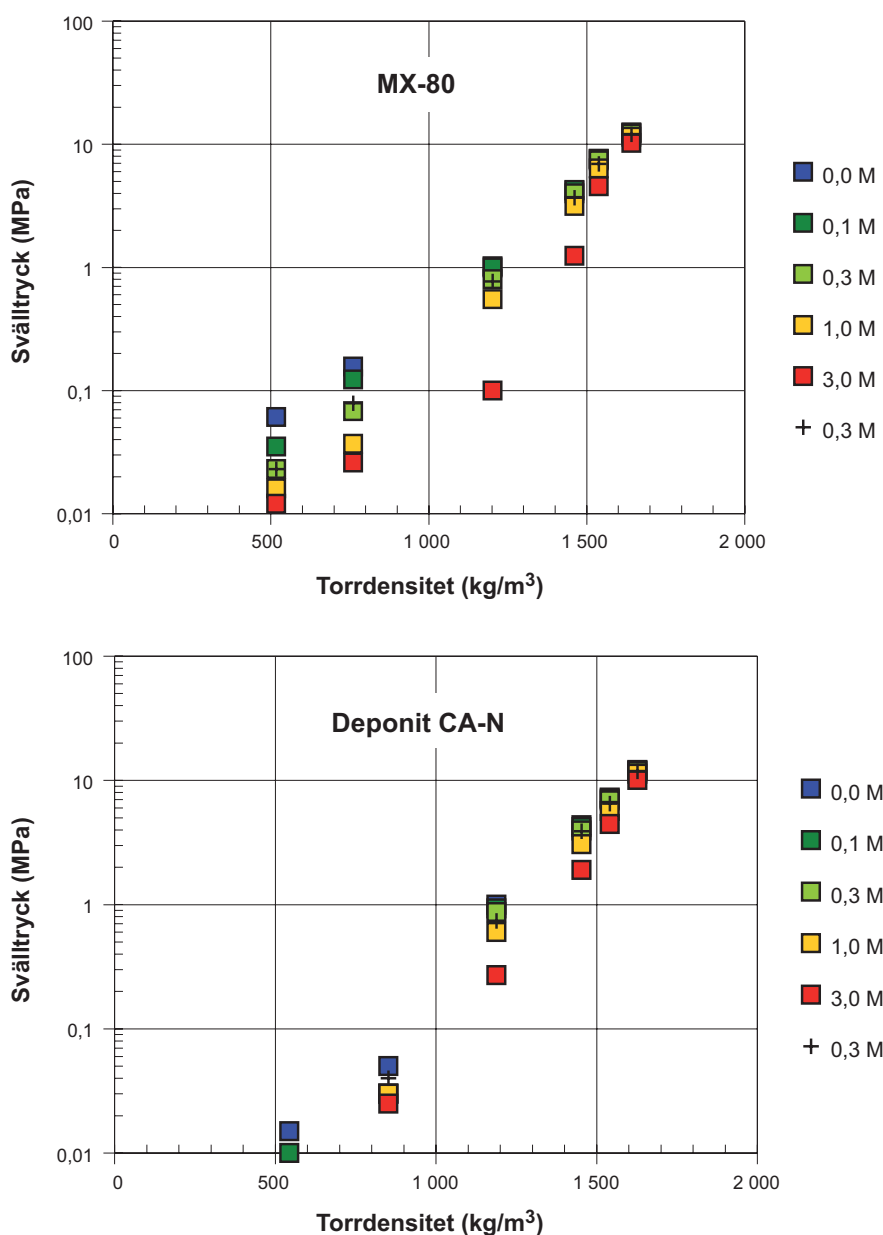 100
10
1
0,1
0,01
Svälltryck (MPa)
MX-80
0
500
1 000
1 500
2 000
Torrdensitet (kg/m³)
0,0 M
0,1 M
0,3 M
1,0 M
3,0 M
0,3 M
100
10
1
0,1
0,01
Svälltryck (MPa)
Deponit CA-N
0
500
1 000
1 500
2 000
Torrdensitet (kg/m³)
0,0 M
0,1 M
0,3 M
1,0 M
3,0 M
0,3 M